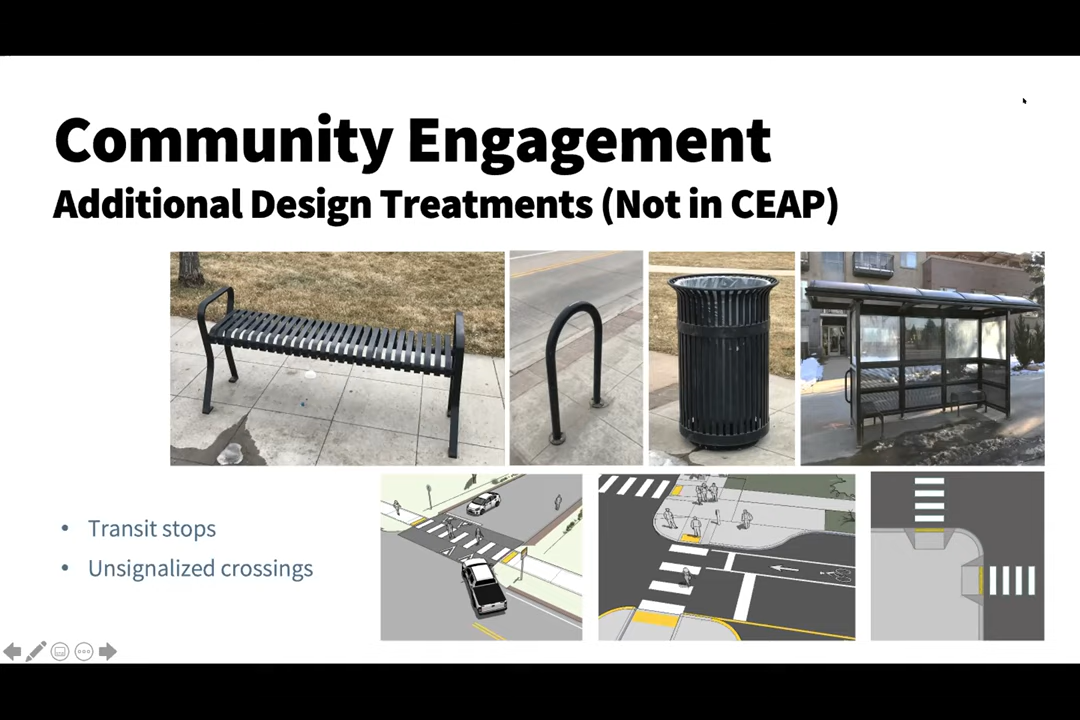 Community Engagement
Additional Design Treatments (Not in CEAP)
• Transit stops
• Unsignalized crossings